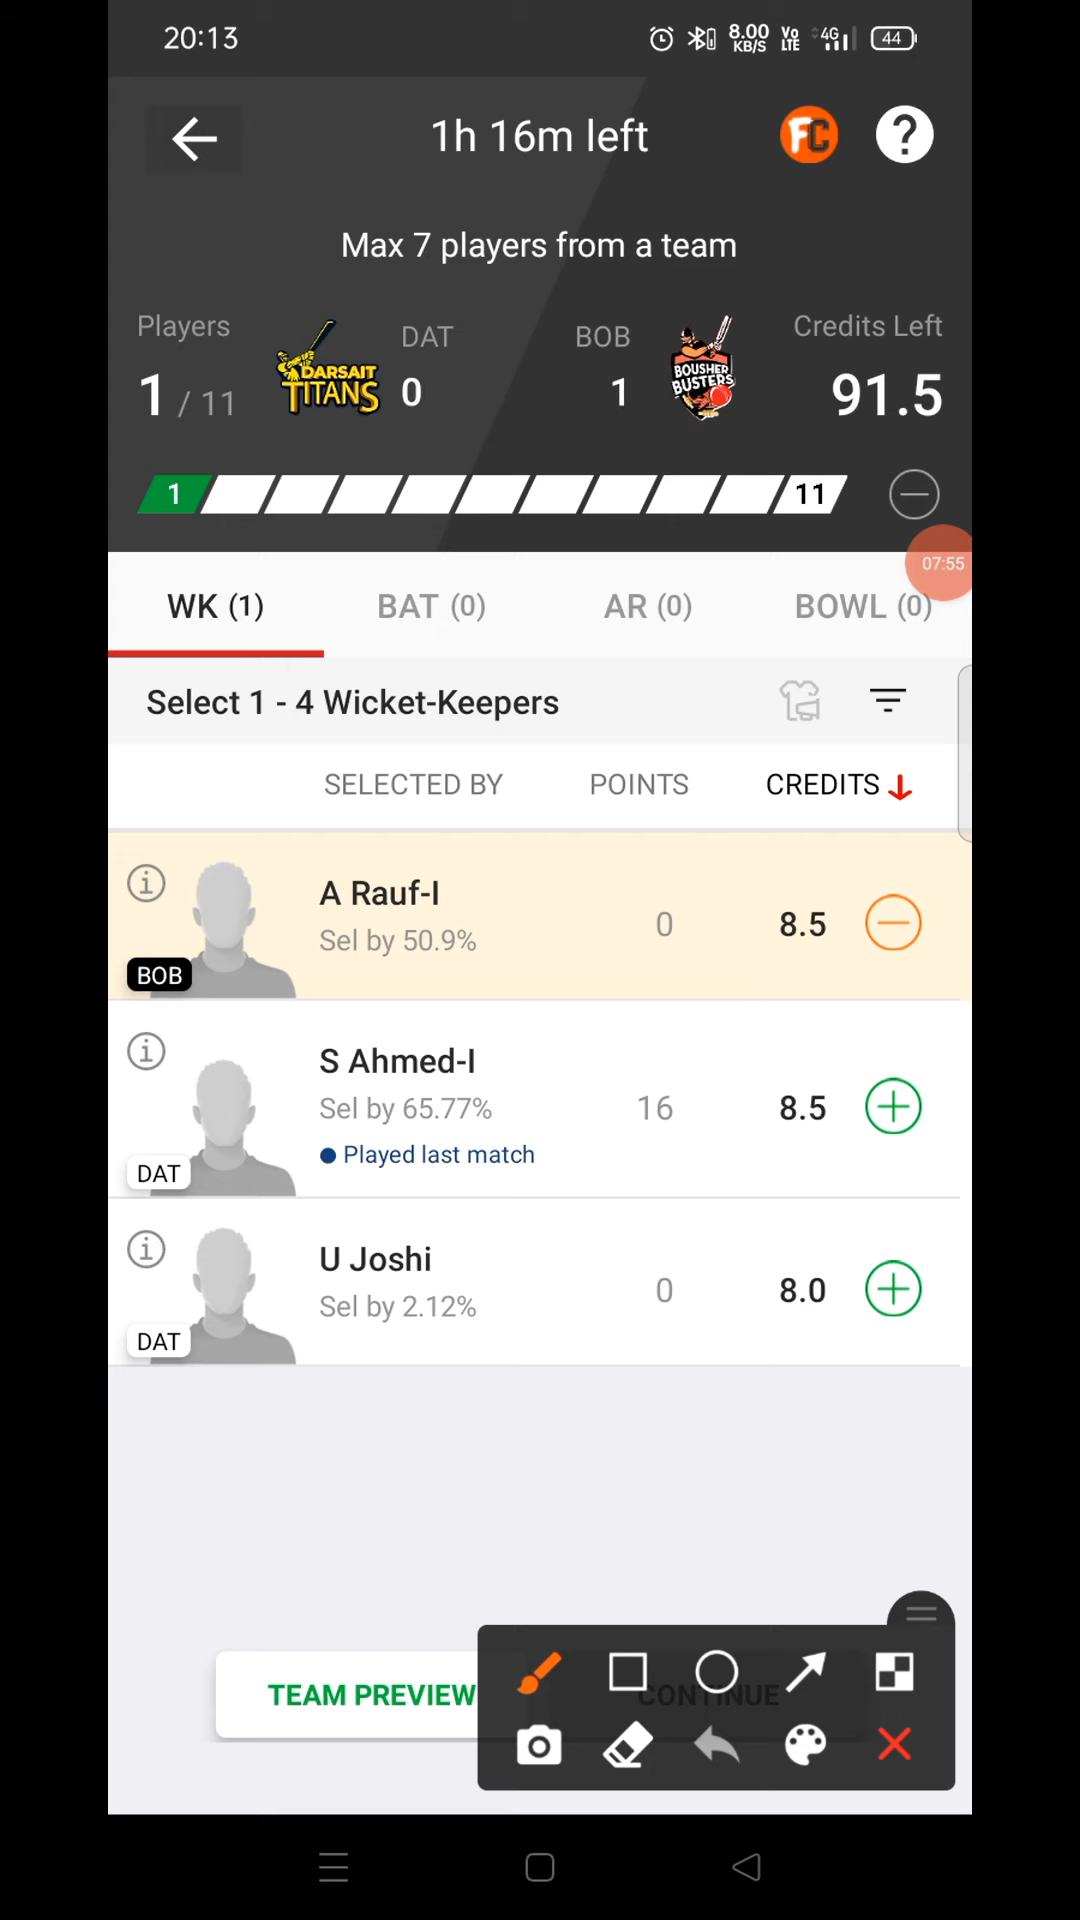 20:13
8.00 KB/S
Vo LTE
4G
44
1h 16m left
FC
?
Max 7 players from a team
Players
DAT
BOB
Credits Left
DARSAIT TITANS
BOUSHER BUSTERS
1 / 11
0
1
91.5
1
11
07:55
WK (1)
BAT (0)
AR (0)
BOWL (0)
Select 1 - 4 Wicket-Keepers
SELECTED BY
POINTS
CREDITS
A Rauf-I
Sel by 50.9%
0
8.5
BOB
S Ahmed-I
Sel by 65.77%
16
8.5
Played last match
DAT
U Joshi
Sel by 2.12%
0
8.0
DAT
TEAM PREVIEW
CONTINUE